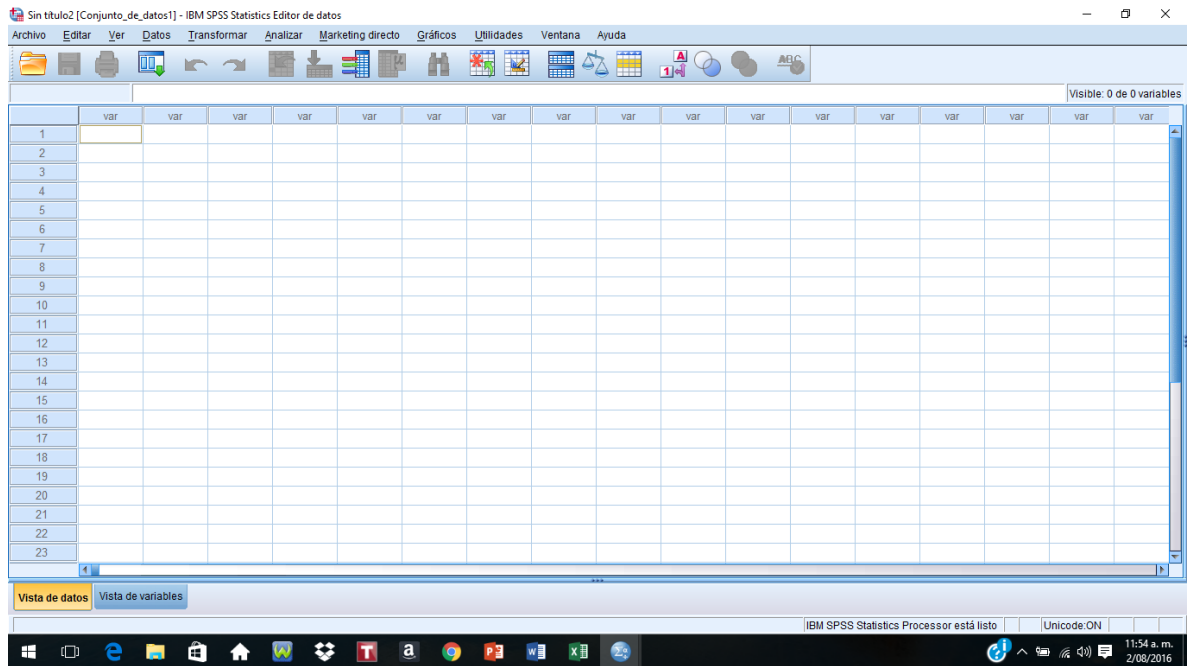 Sin título2 [Conjunto_de_datos1] - IBM SPSS Statistics Editor de datos
Archivo Editar Ver Datos Transformar Analizar Marketing directo Gráficos Utilidades Ventana Ayuda
A
1 4
ABC
Visible: 0 de 0 variables
var var var var var var var var var var var var var var var var var
1
2
3
4
5
6
7
8
9
10
11
12
13
14
15
16
17
18
19
20
21
22
23
Vista de datos Vista de variables
IBM SPSS Statistics Processor está listo Unicode:ON
11:54 a. m.
2/08/2016